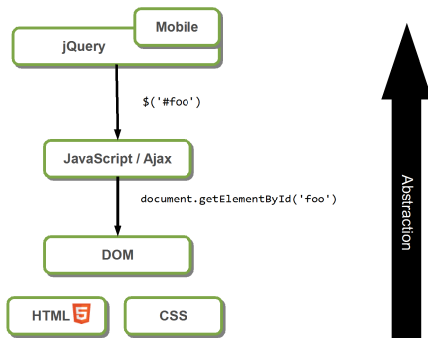 Mobile
jQuery
$('#foo')
JavaScript / Ajax
document.getElementById('foo')
Abstraction
DOM
HTML 5
CSS